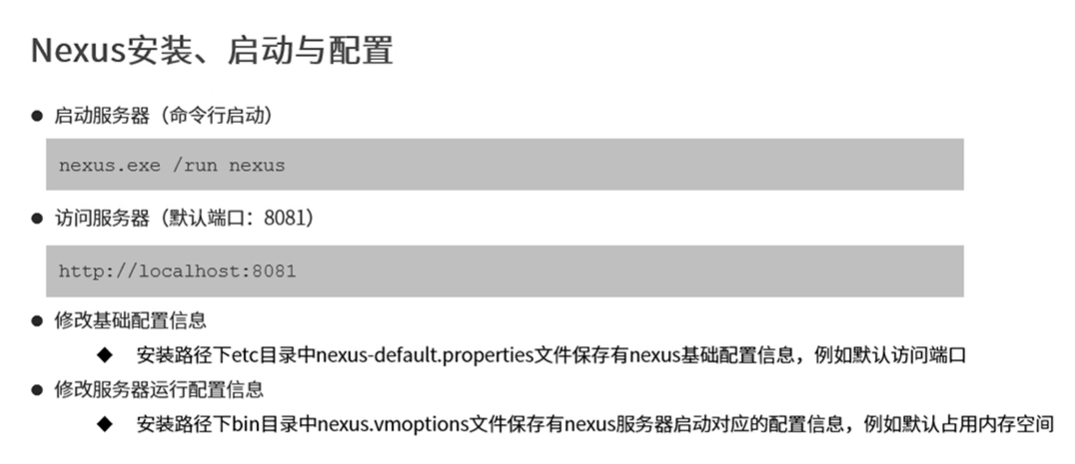 Nexus安装、启动与配置
● 启动服务器（命令行启动）
nexus.exe /run nexus
● 访问服务器（默认端口：8081）
http://localhost:8081
● 修改基础配置信息
◆ 安装路径下etc目录中nexus-default.properties文件保存有nexus基础配置信息，例如默认访问端口
● 修改服务器运行配置信息
◆ 安装路径下bin目录中nexus.vmoptions文件保存有nexus服务器启动对应的配置信息，例如默认占用内存空间